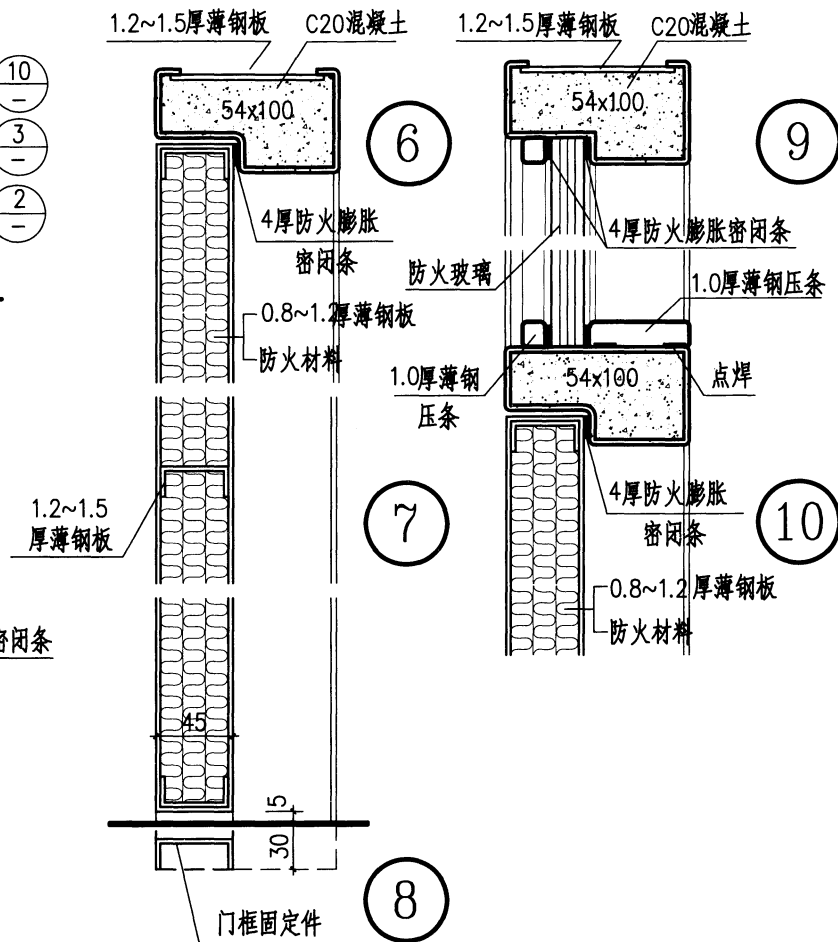 1.2~1.5厚薄钢板
C20混凝土
1.2~1.5厚薄钢板
C20混凝土
10
–
3
–
2
–
54x100
6
54x100
9
4厚防火膨胀
密闭条
4厚防火膨胀密闭条
防火玻璃
1.0厚薄钢压条
0.8~1.2厚薄钢板
防火材料
1.0厚薄钢
压条
54x100
点焊
1.2~1.5
厚薄钢板
7
4厚防火膨胀
密闭条
10
0.8~1.2厚薄钢板
防火材料
密闭条
45
5
30
8
门框固定件